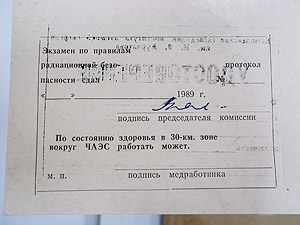 Экзамен по правилам
радиационной безо-
пасности сдал
протокол
№
1989 г.
подпись председателя комиссии
По состоянию здоровья в 30-км. зоне
вокруг ЧАЭС работать может.
м. п. подпись медработника